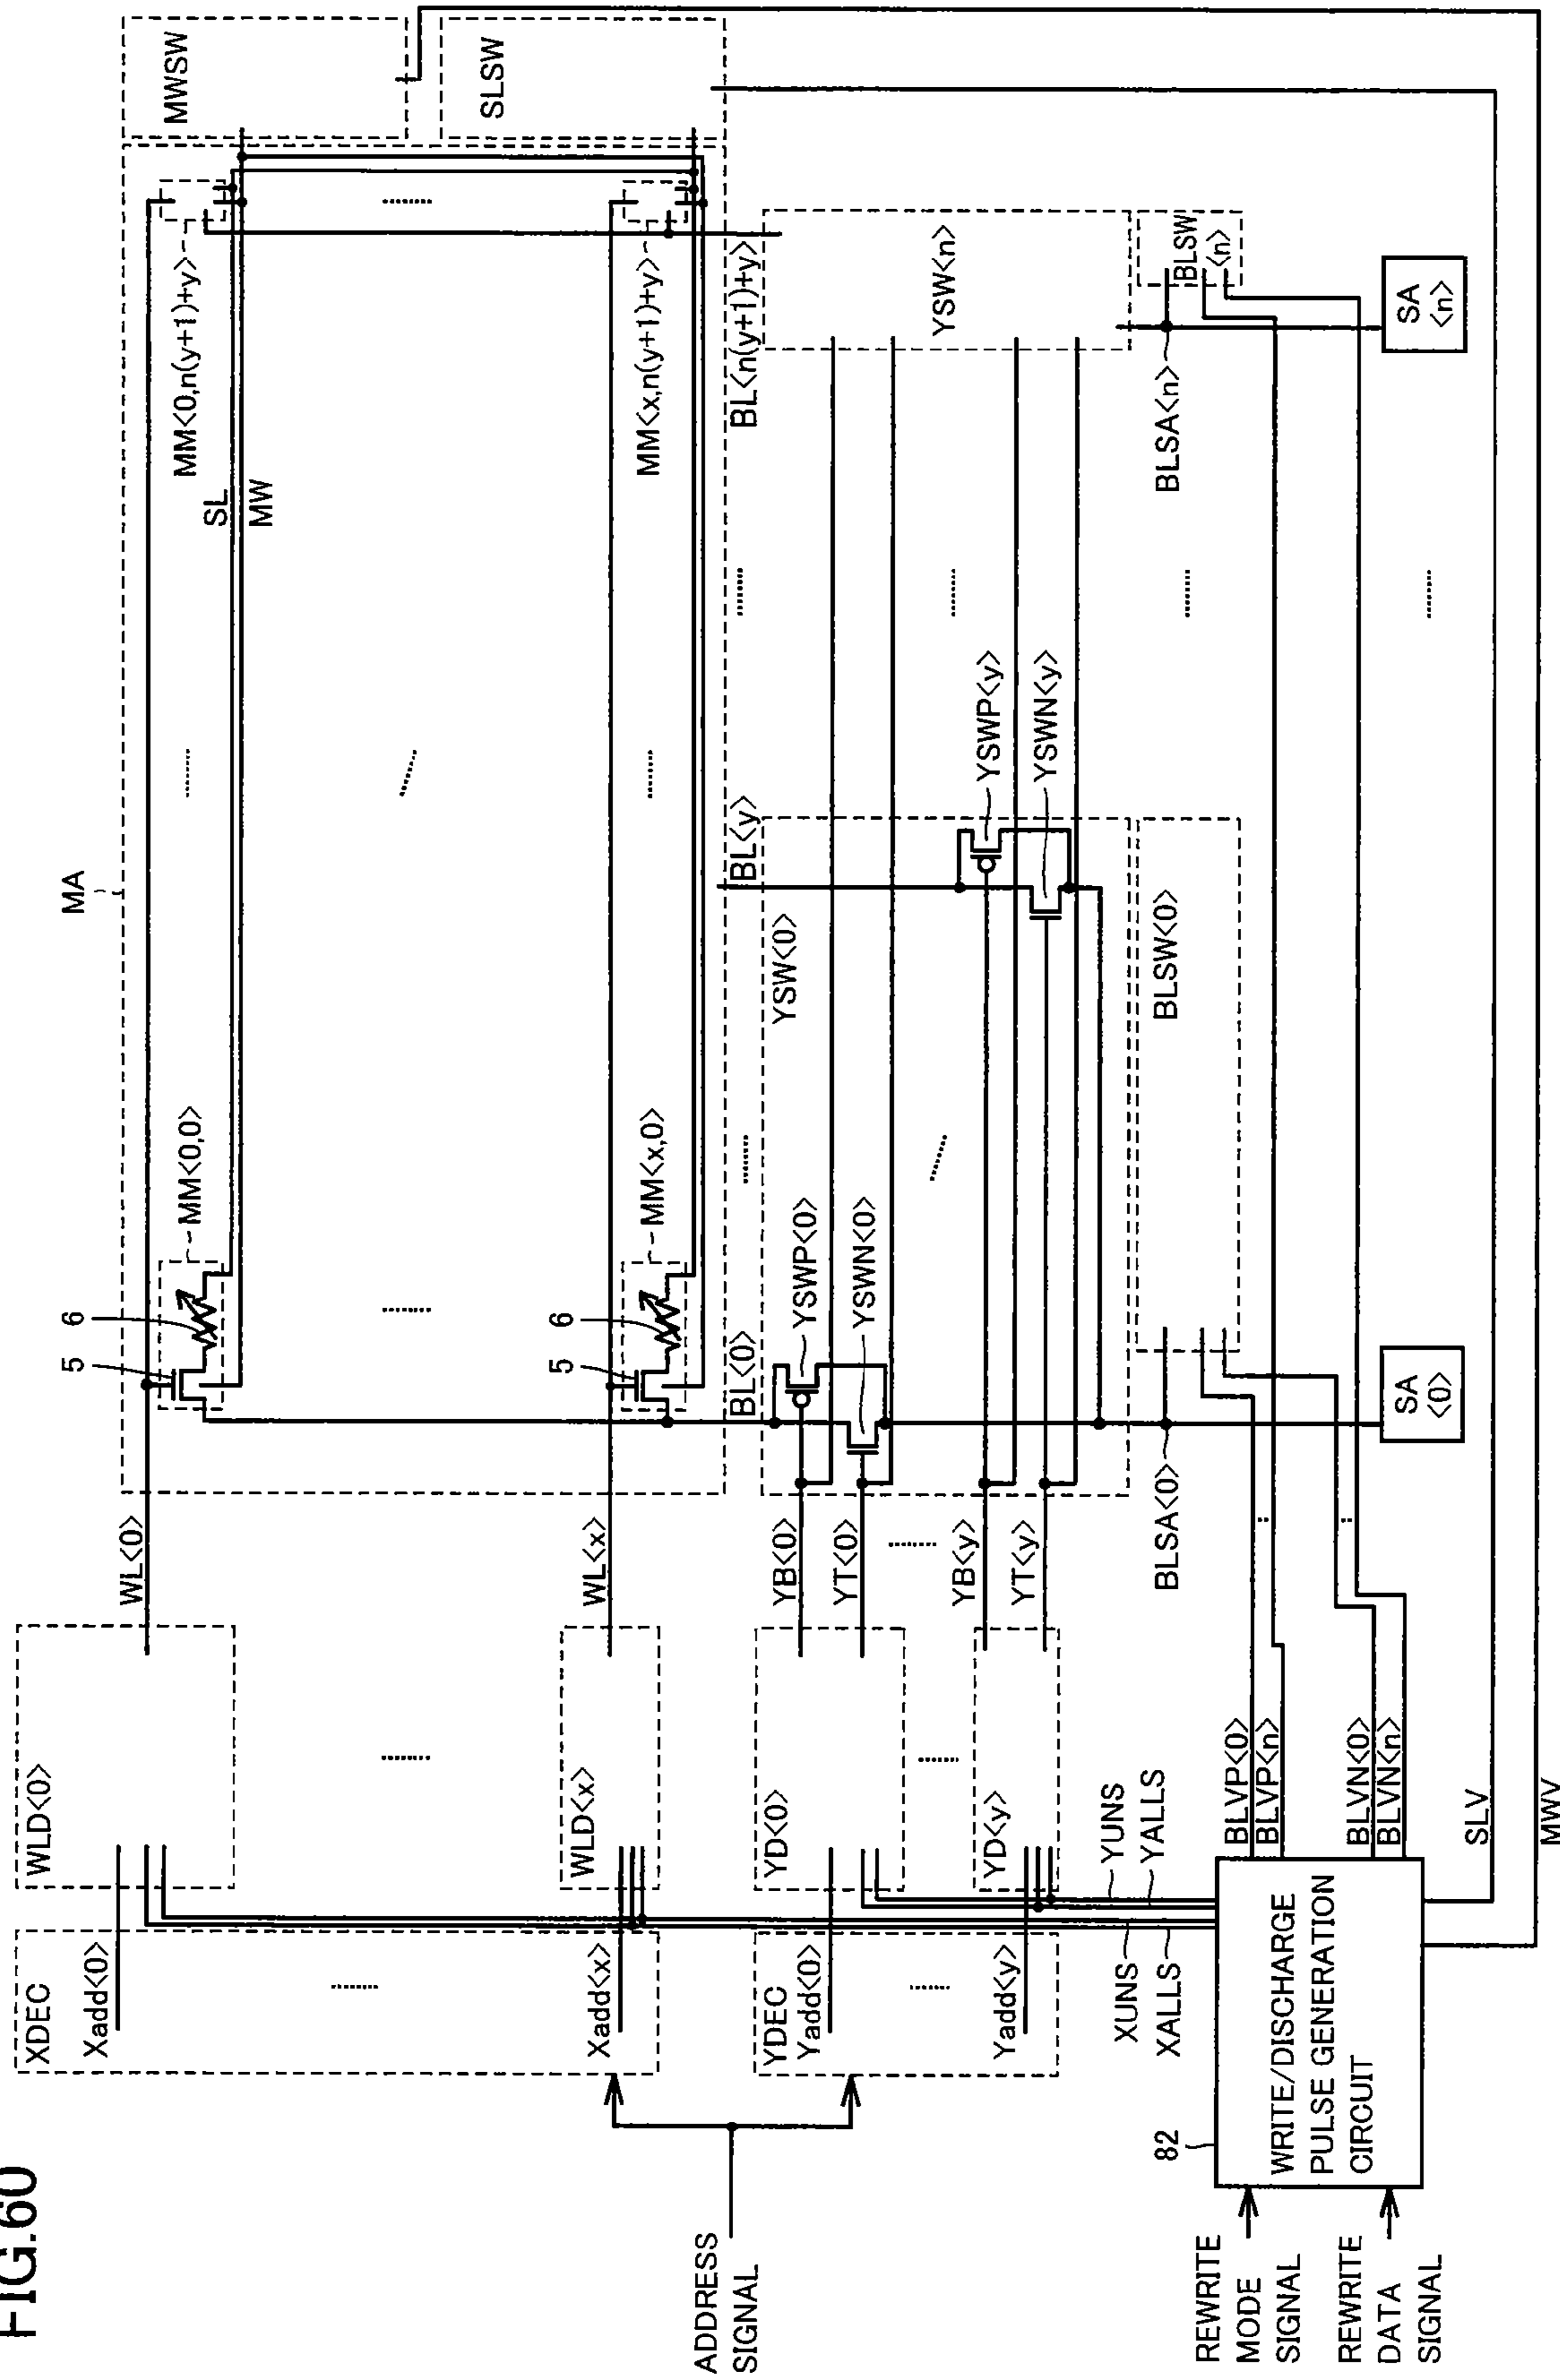 FIG.60
MA
MWSW
SLSW
5
6
MM<0,0>
SL
MW
MM<0,n(y+1)+y>
5
6
MM<x,0>
MM<x,n(y+1)+y>
WL<0>
WL<x>
WLD<0>
WLD<x>
XDEC
Xadd<0>
Xadd<x>
BL<0>
BL<y>
BL<n(y+1)+y>
YSW<0>
YSWP<0>
YSWN<0>
YSWP<y>
YSWN<y>
YSW<n>
YB<0>
YT<0>
YB<y>
YT<y>
YD<0>
YD<y>
YDEC
Yadd<0>
Yadd<y>
ADDRESS
SIGNAL
BLSW<0>
BLSW
<n>
BLSA<0>
BLSA<n>
SA
<0>
SA
<n>
XUNS
XALLS
YUNS
YALLS
BLVP<0>
BLVP<n>
BLVN<0>
BLVN<n>
SLV
MWV
82
WRITE/DISCHARGE
PULSE GENERATION
CIRCUIT
REWRITE
MODE
SIGNAL
REWRITE
DATA
SIGNAL